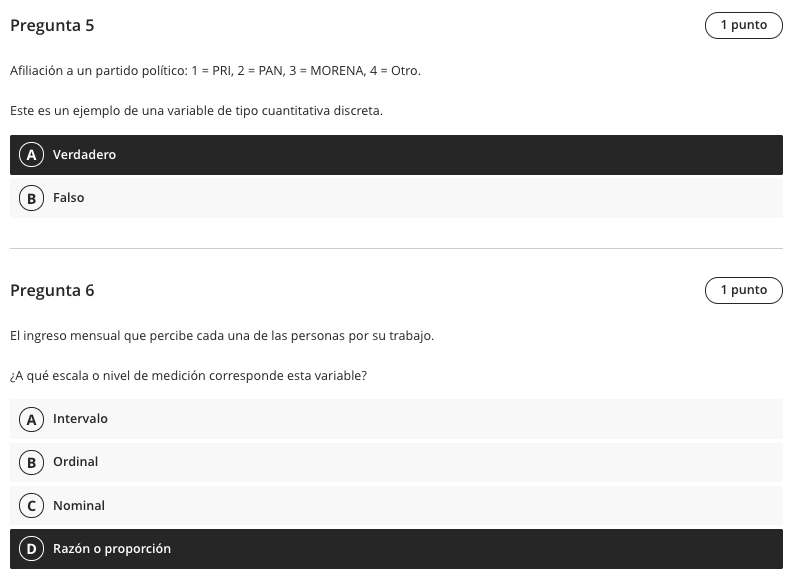 Pregunta 5
1 punto
Afiliación a un partido político: 1 = PRI, 2 = PAN, 3 = MORENA, 4 = Otro.
Este es un ejemplo de una variable de tipo cuantitativa discreta.
A Verdadero
B Falso
Pregunta 6
1 punto
El ingreso mensual que percibe cada una de las personas por su trabajo.
¿A qué escala o nivel de medición corresponde esta variable?
A Intervalo
B Ordinal
C Nominal
D Razón o proporción